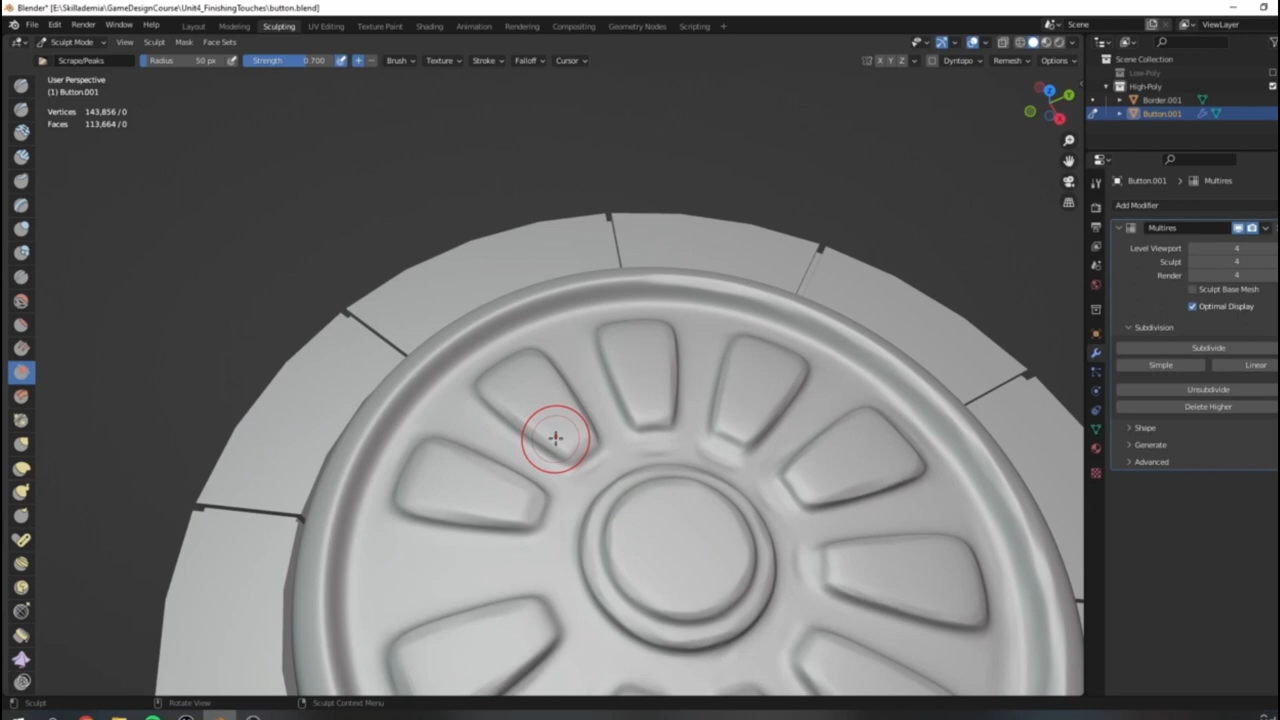 Blender* [E:\Skillademia\GameDesignCourse\Unit4_FinishingTouches\button.blend]
File Edit Render Window Help Layout Modeling Sculpting UV Editing Texture Paint Shading Animation Rendering Compositing Geometry Nodes Scripting + Scene ViewLayer
Sculpt Mode View Sculpt Mask Face Sets
Scrape/Peaks Radius 50 px Strength 0.700 Brush Texture Stroke Falloff Cursor X Y Z Dyntopo Remesh Options
User Perspective
(1) Button.001
Vertices 143,856 / 0
Faces 113,664 / 0
Z
Y
X
Scene Collection
Low-Poly
High-Poly
Border.001
Button.001
Button.001 > Multires
Add Modifier
Multires
Level Viewport 4
Sculpt 4
Render 4
Sculpt Base Mesh
Optimal Display
Subdivision
Subdivide
Simple Linear
Unsubdivide
Delete Higher
Shape
Generate
Advanced
Sculpt Rotate View Sculpt Context Menu